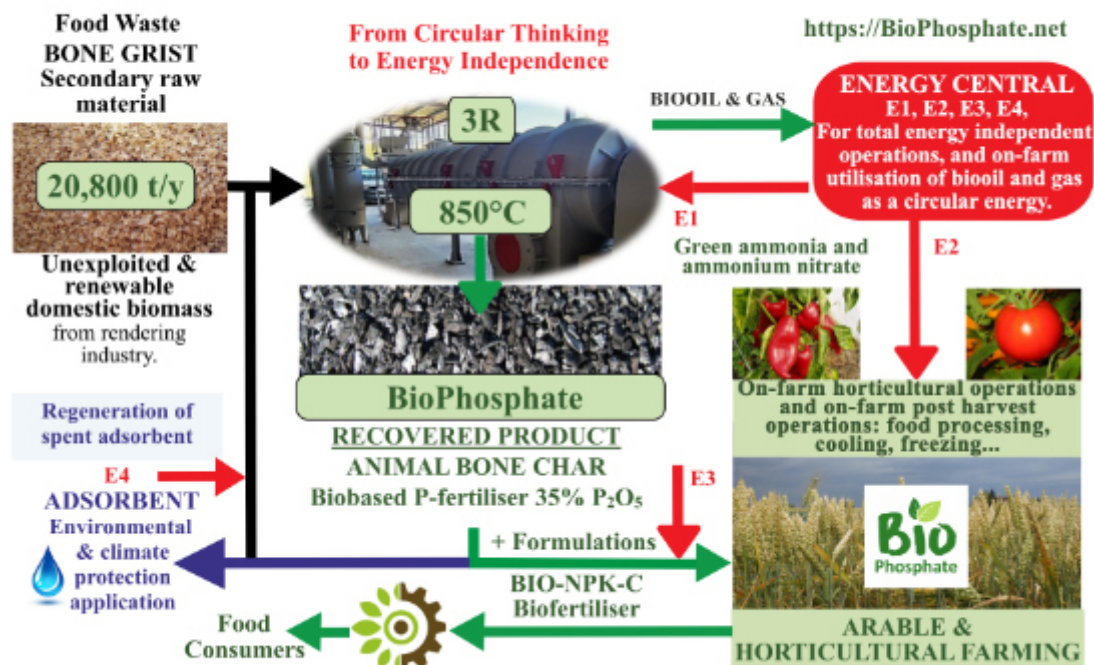 Food Waste
BONE GRIST
Secondary raw
material
20,800 t/y
Unexploited &
renewable
domestic biomass
from rendering
industry.
From Circular Thinking
to Energy Independence
3R
850°C
BIOOIL & GAS
https://BioPhosphate.net
ENERGY CENTRAL
E1, E2, E3, E4,
For total energy independent
operations, and on-farm
utilisation of biooil and gas
as a circular energy.
E1
E2
Green ammonia and
ammonium nitrate
BioPhosphate
RECOVERED PRODUCT
ANIMAL BONE CHAR
Biobased P-fertiliser 35% P₂O₅
On-farm horticultural operations
and on-farm post harvest
operations: food processing,
cooling, freezing...
Regeneration of
spent adsorbent
E4
ADSORBENT
Environmental
& climate
protection
application
E3
+ Formulations
BIO-NPK-C
Biofertiliser
Bio
Phosphate
Food
Consumers
ARABLE &
HORTICULTURAL FARMING